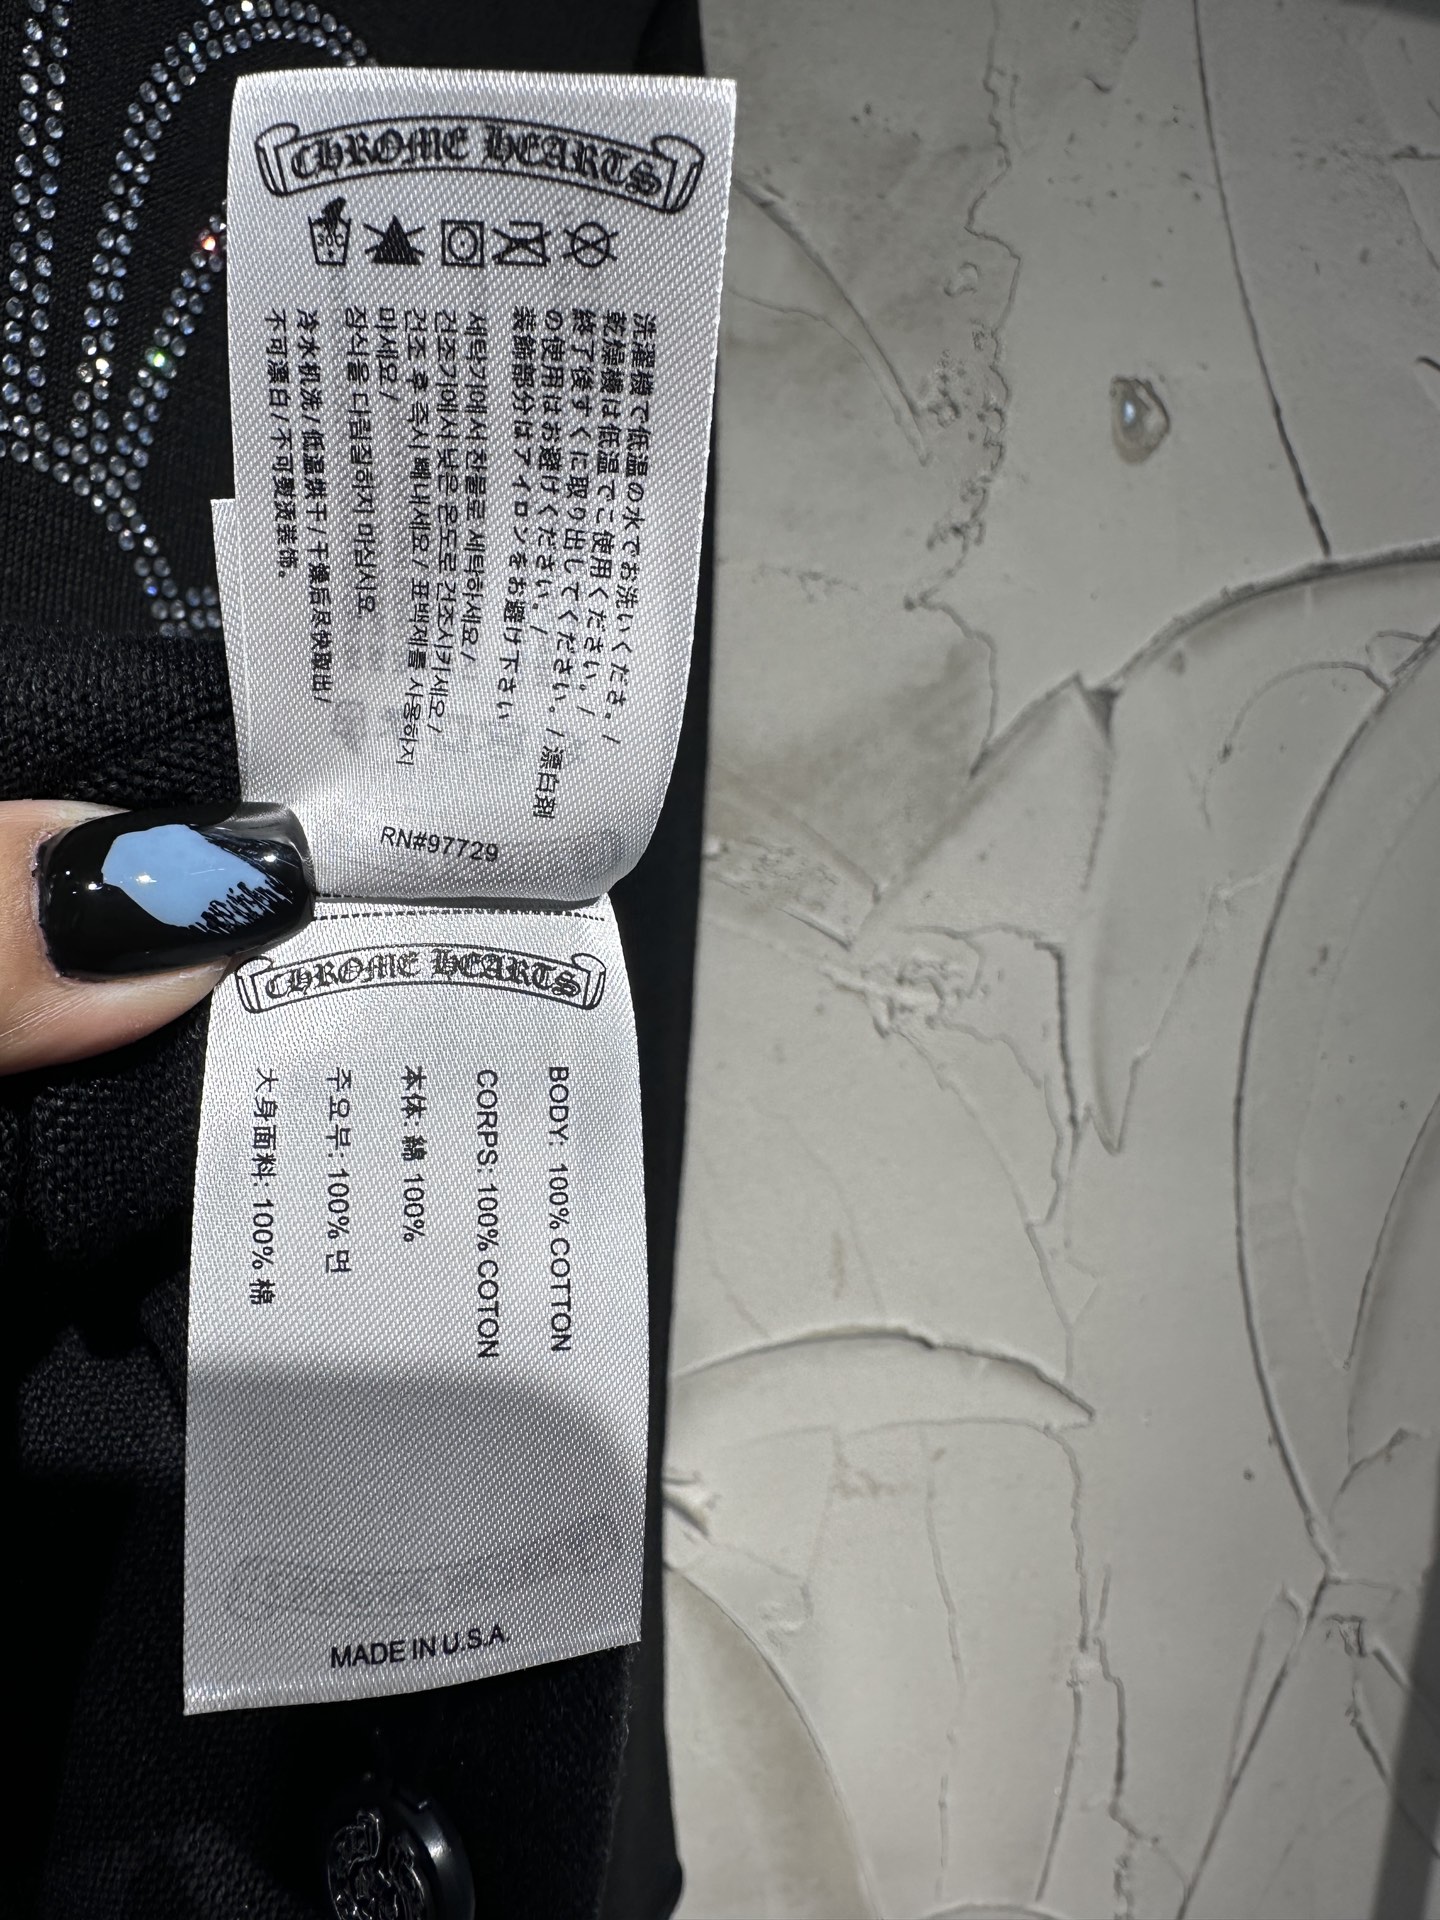 CHROME HEARTS
30°C
洗濯機で低温の水でお洗いくださ。/
乾燥機は低温でご使用ください。/
終了後すぐに取り出してください。/漂白剤
の使用はお避けください。/
装飾部分はアイロンをお避け下さい
세탁기에서 찬물로 세탁하세요/
건조기에서 낮은 온도로 건조시키세요/
건조 후 즉시 빼내세요/ 표백제를 사용하지
마세요/
장식을 다림질하지 마십시요
冷水机洗/低温烘干/干燥后尽快取出/
不可漂白/不可熨烫装饰。
RN#97729
CHROME HEARTS
BODY: 100% COTTON
CORPS: 100% COTON
本体: 綿 100%
주요부: 100% 면
大身面料: 100% 棉
MADE IN U.S.A.